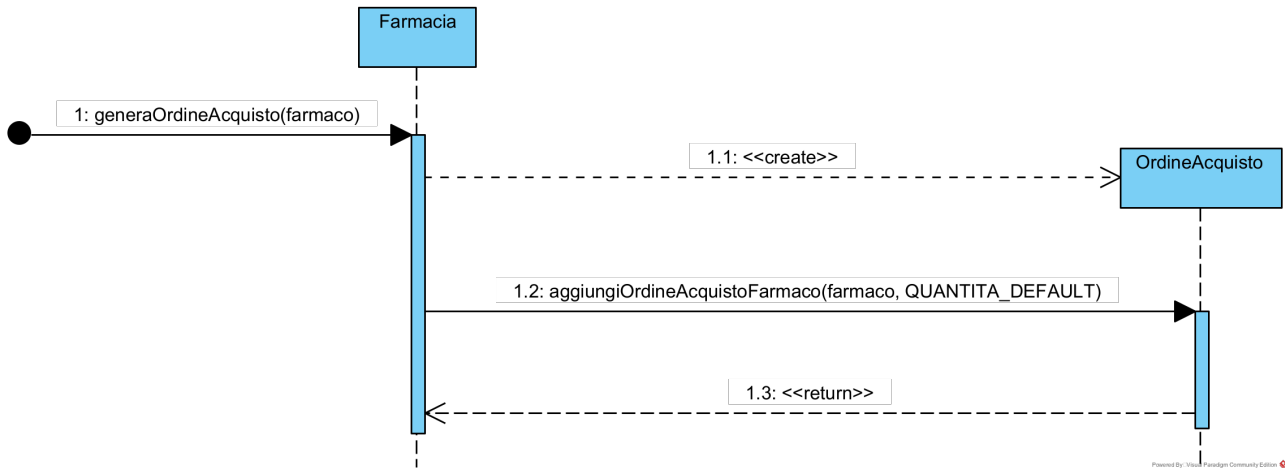 Farmacia
1: generaOrdineAcquisto(farmaco)
1.1: <<create>>
OrdineAcquisto
1.2: aggiungiOrdineAcquistoFarmaco(farmaco, QUANTITA_DEFAULT)
1.3: <<return>>
Powered By: Visual Paradigm Community Edition